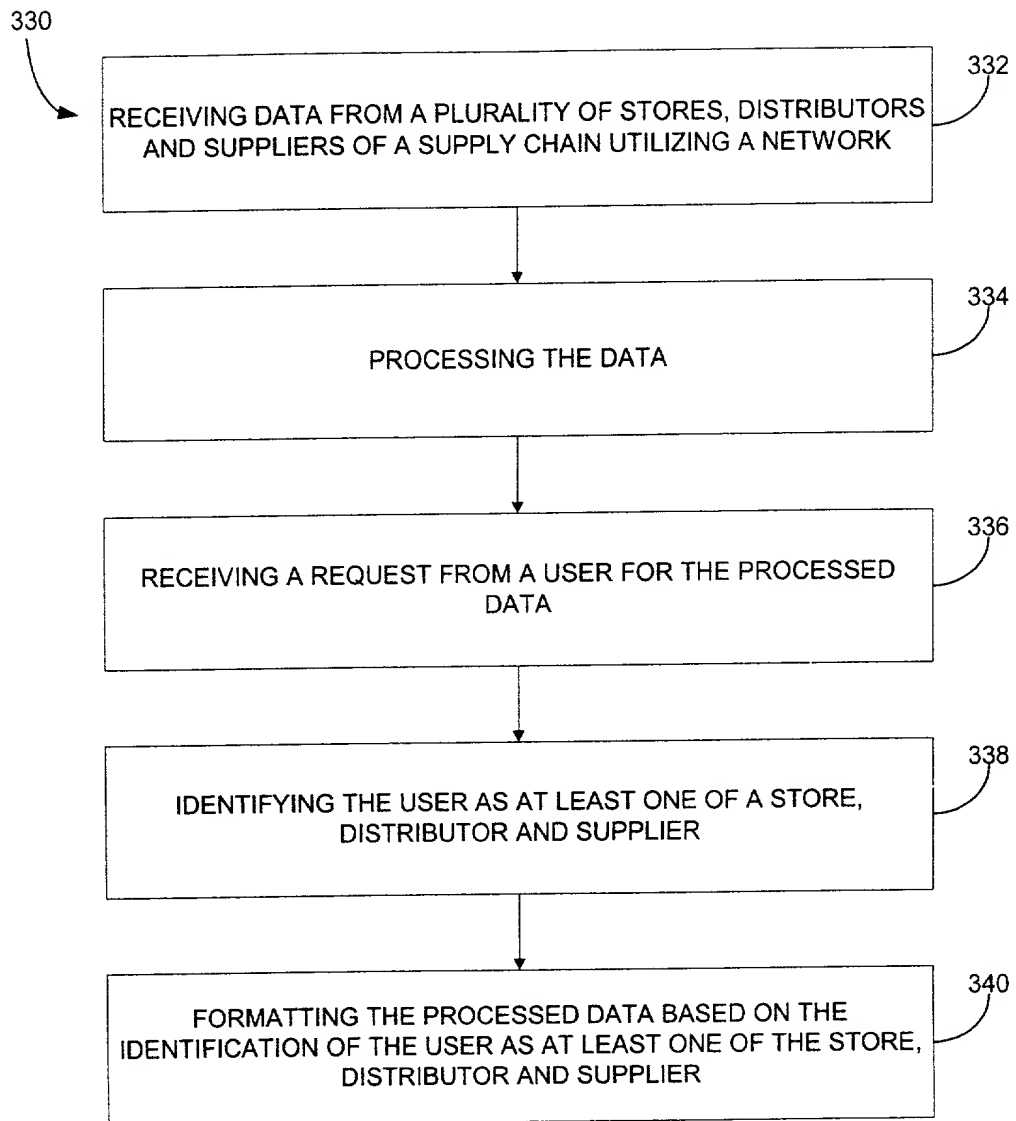 330
332
RECEIVING DATA FROM A PLURALITY OF STORES, DISTRIBUTORS
AND SUPPLIERS OF A SUPPLY CHAIN UTILIZING A NETWORK
334
PROCESSING THE DATA
336
RECEIVING A REQUEST FROM A USER FOR THE PROCESSED
DATA
338
IDENTIFYING THE USER AS AT LEAST ONE OF A STORE,
DISTRIBUTOR AND SUPPLIER
340
FORMATTING THE PROCESSED DATA BASED ON THE
IDENTIFICATION OF THE USER AS AT LEAST ONE OF THE STORE,
DISTRIBUTOR AND SUPPLIER